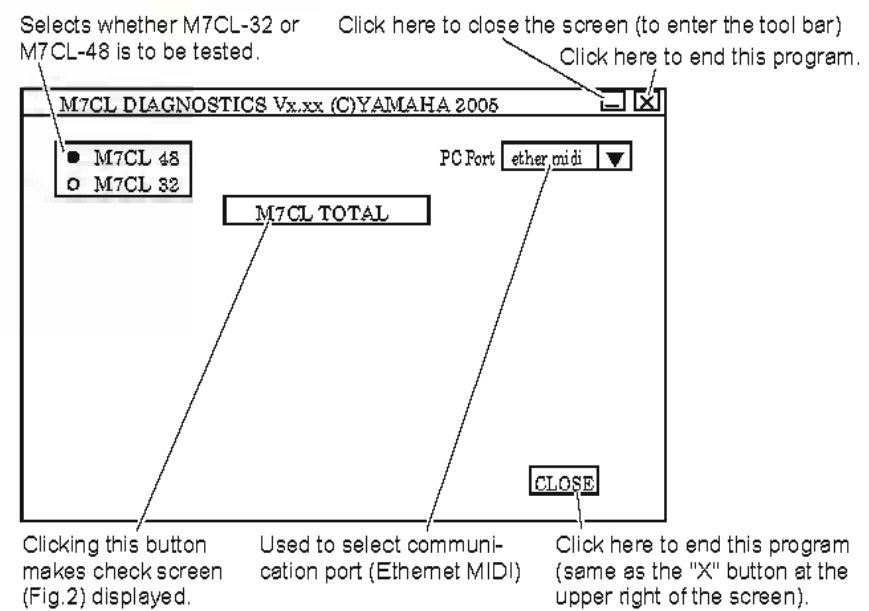 Selects whether M7CL-32 or
M7CL-48 is to be tested.
Click here to close the screen (to enter the tool bar)
Click here to end this program.
M7CL DIAGNOSTICS Vx.xx (C)YAMAHA 2005
M7CL 48
M7CL 32
PC Port ether midi
M7CL TOTAL
CLOSE
Clicking this button
makes check screen
(Fig.2) displayed.
Used to select communi-
cation port (Ethernet MIDI)
Click here to end this program
(same as the "X" button at the
upper right of the screen).